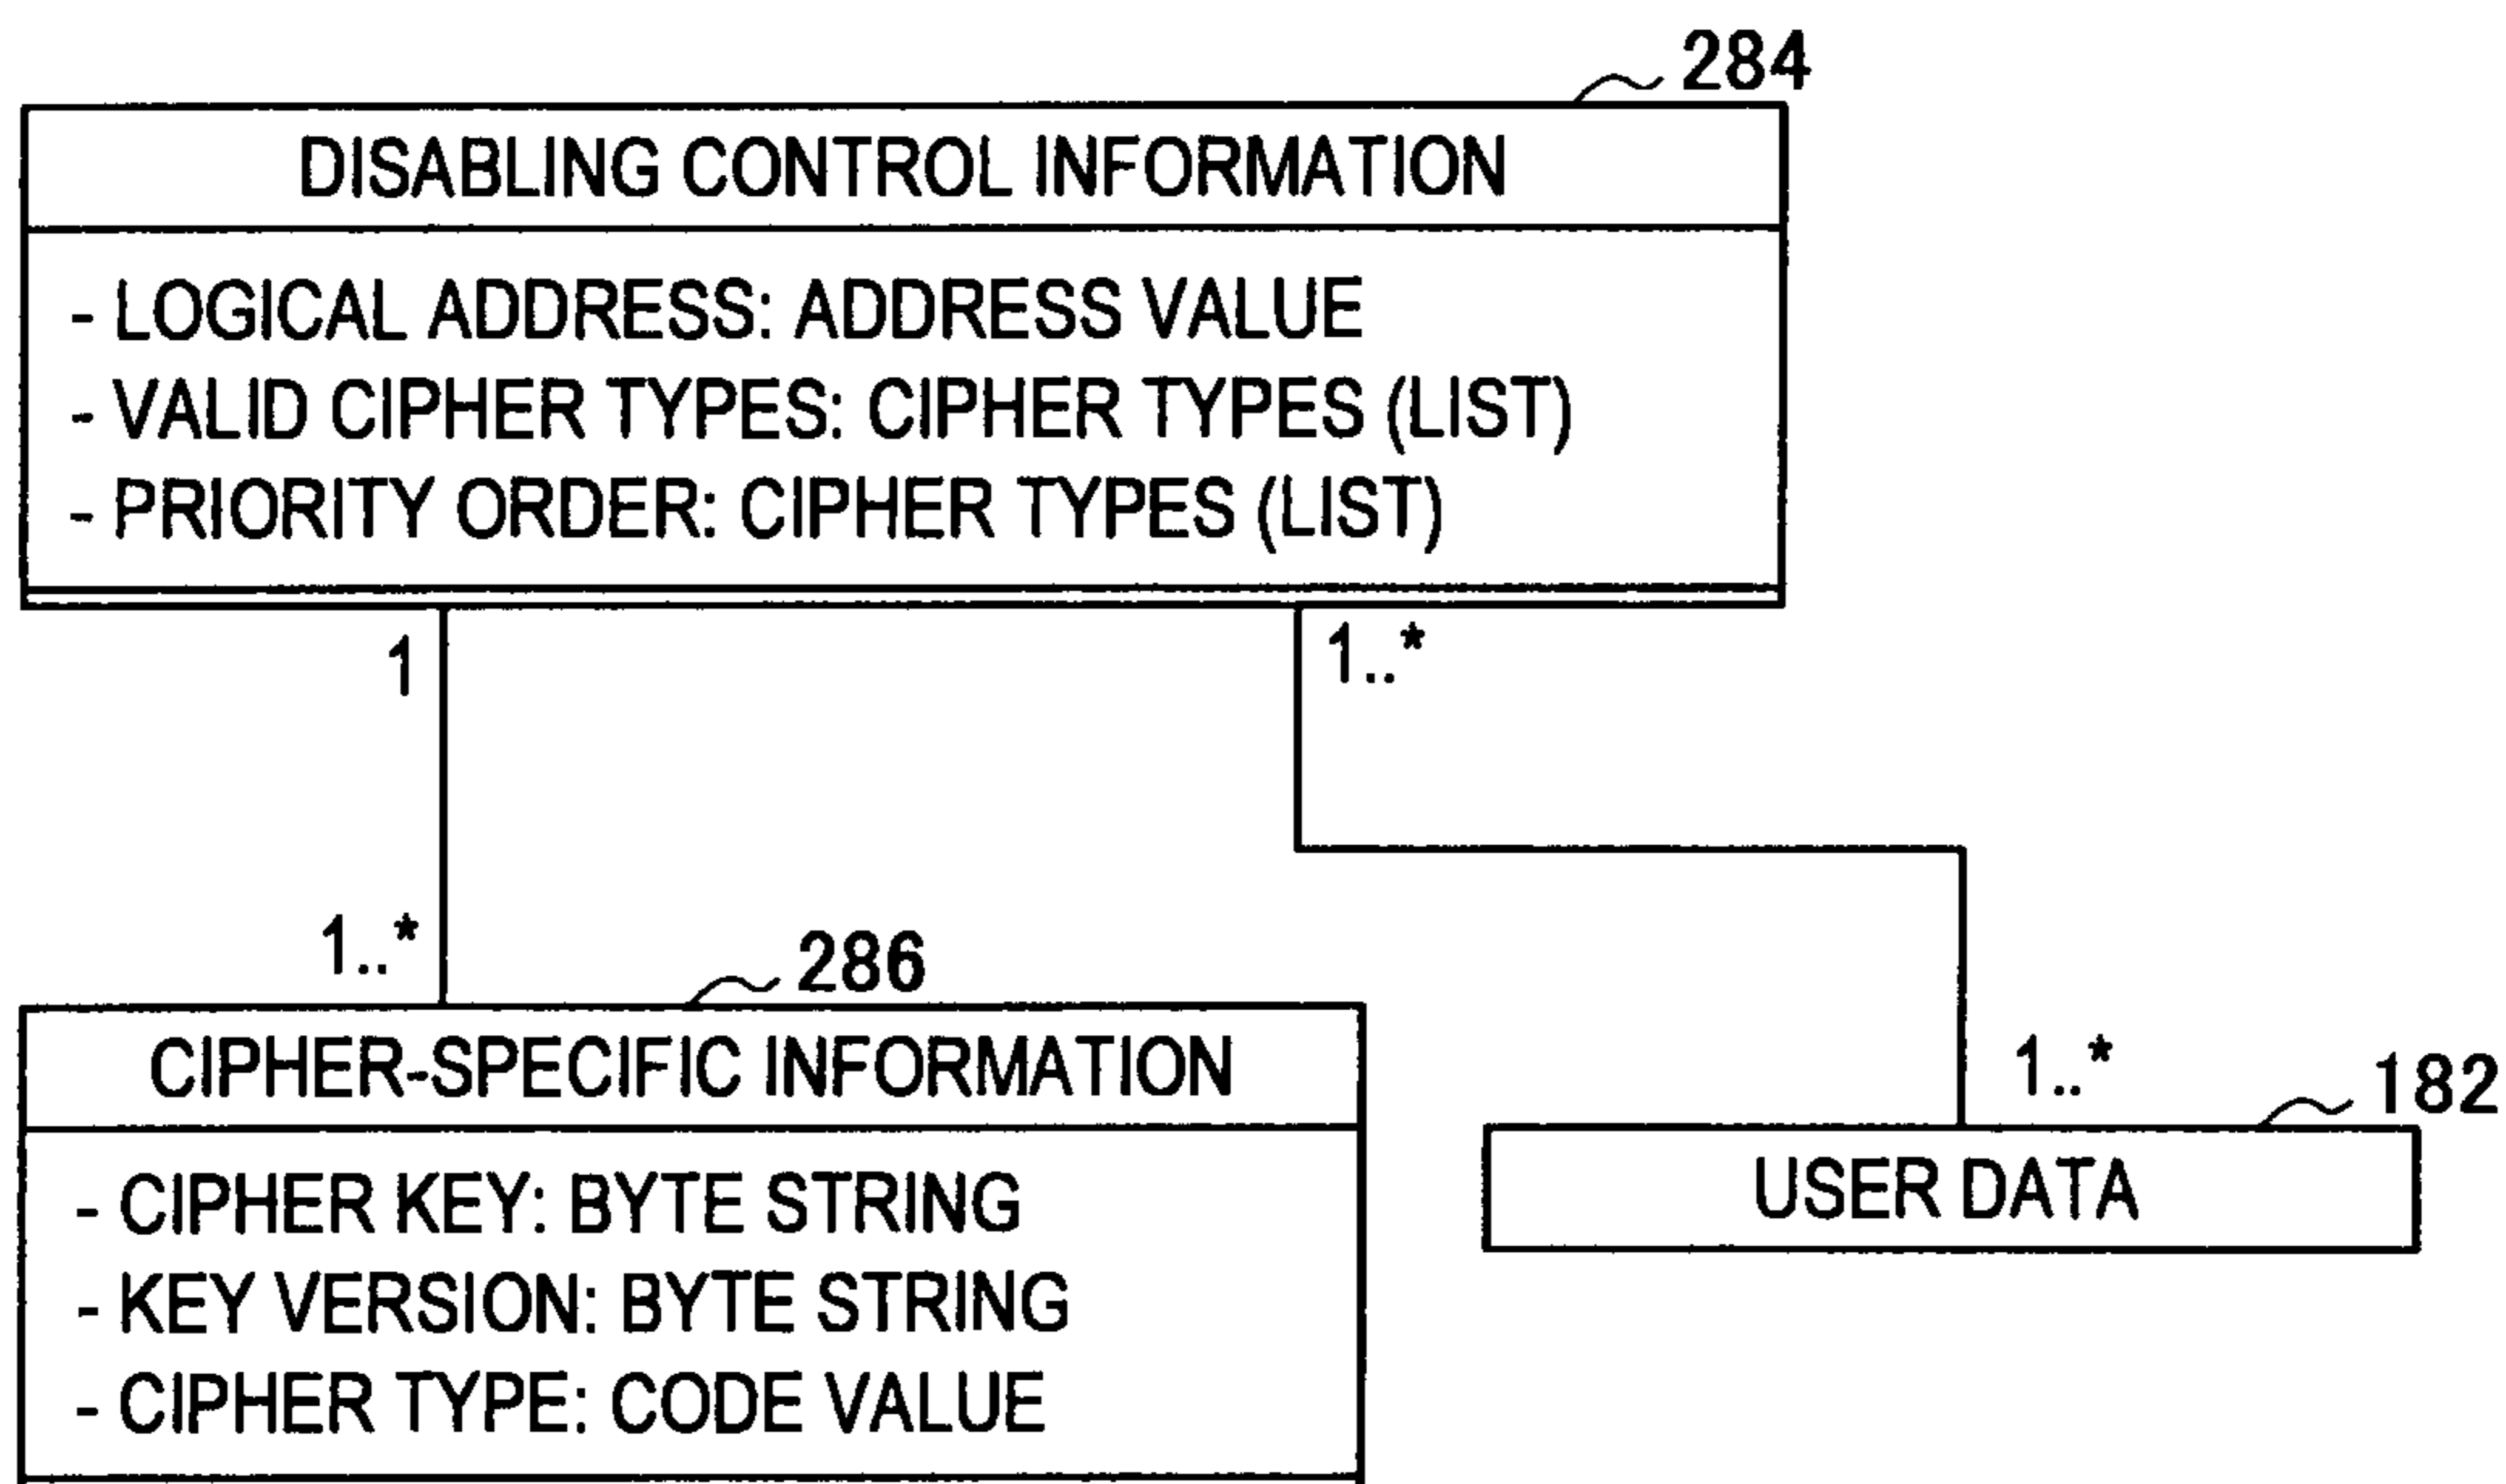 284
DISABLING CONTROL INFORMATION
- LOGICAL ADDRESS: ADDRESS VALUE
- VALID CIPHER TYPES: CIPHER TYPES (LIST)
- PRIORITY ORDER: CIPHER TYPES (LIST)
1
1..*
1..*
286
CIPHER-SPECIFIC INFORMATION
- CIPHER KEY: BYTE STRING
- KEY VERSION: BYTE STRING
- CIPHER TYPE: CODE VALUE
1..*
182
USER DATA